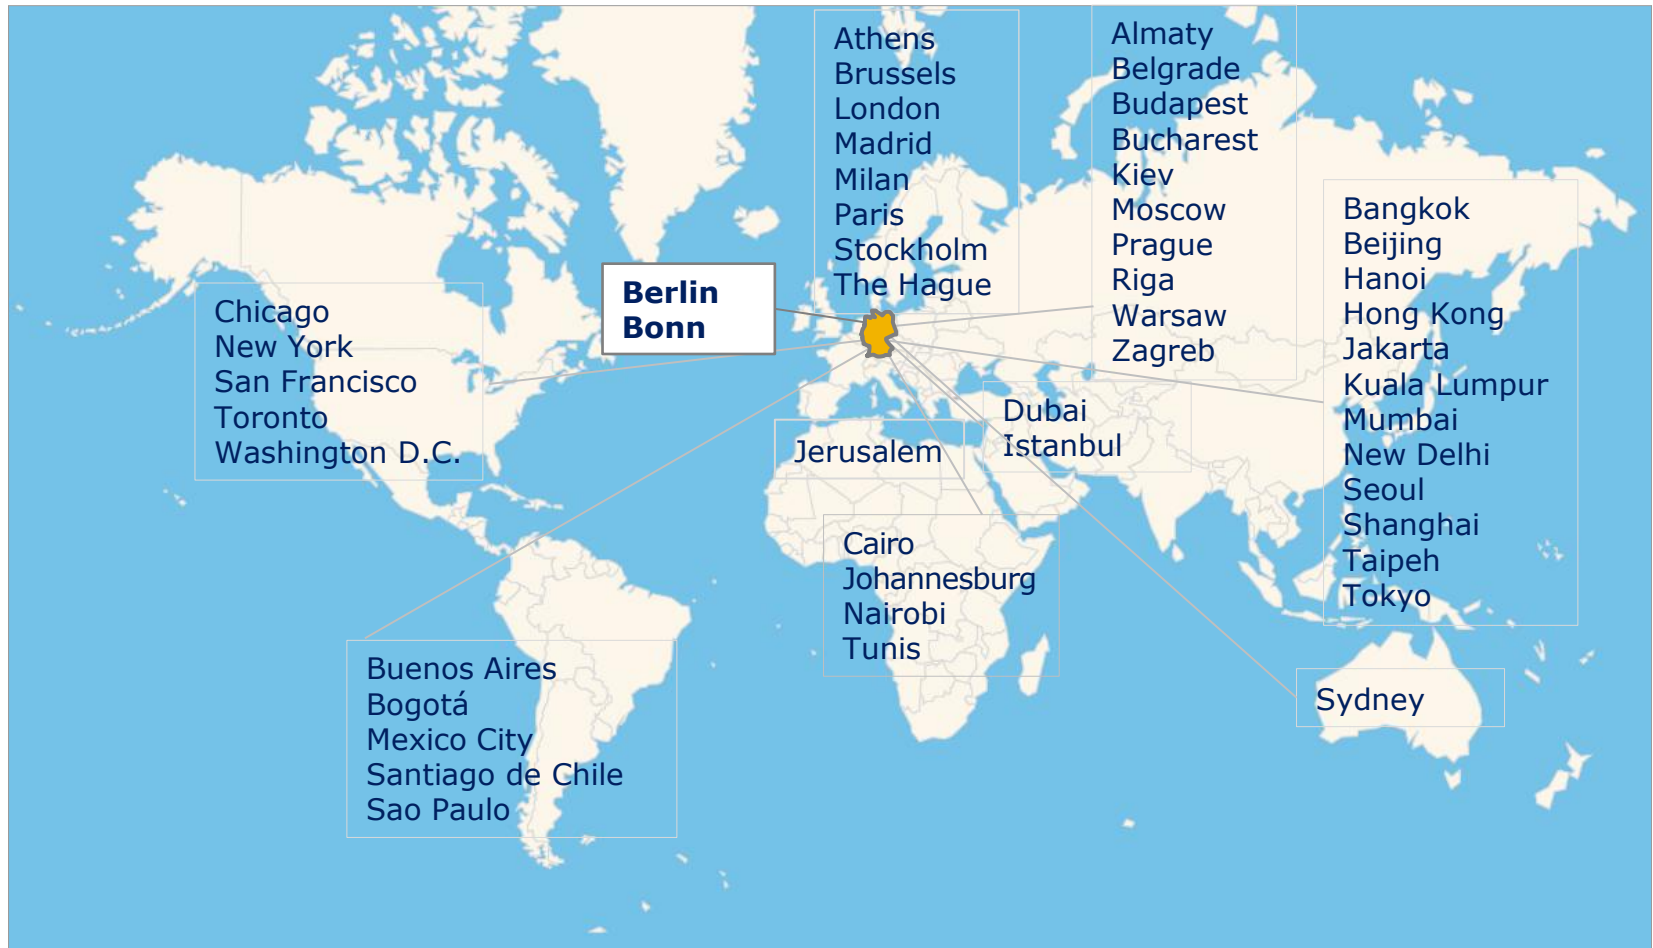 Athens
Brussels
London
Madrid
Milan
Paris
Stockholm
The Hague
Almaty
Belgrade
Budapest
Bucharest
Kiev
Moscow
Prague
Riga
Warsaw
Zagreb
Bangkok
Beijing
Hanoi
Hong Kong
Jakarta
Kuala Lumpur
Mumbai
New Delhi
Seoul
Shanghai
Taipeh
Tokyo
Berlin
Bonn
Chicago
New York
San Francisco
Toronto
Washington D.C.
Dubai
Istanbul
Jerusalem
Cairo
Johannesburg
Nairobi
Tunis
Buenos Aires
Bogotá
Mexico City
Santiago de Chile
Sao Paulo
Sydney